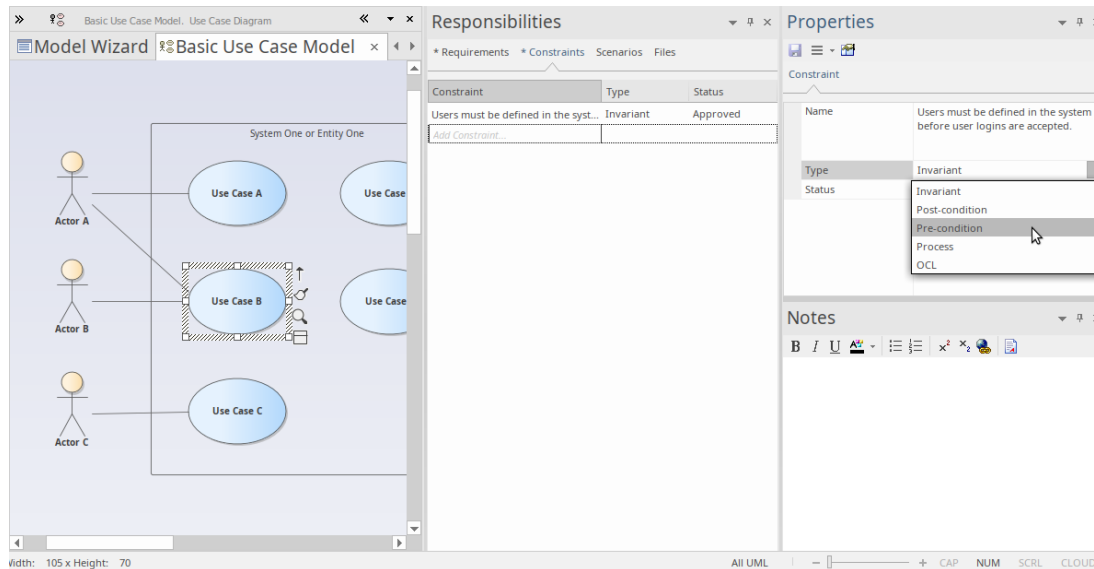 Basic Use Case Model. Use Case Diagram
Model Wizard
Basic Use Case Model
System One or Entity One
Use Case A
Use Case
Actor A
Use Case B
Use Case
Actor B
Use Case C
Actor C
Width: 105 x Height: 70
Responsibilities
* Requirements * Constraints Scenarios Files
Constraint Type Status
Users must be defined in the syst... Invariant Approved
Add Constraint...
Properties
Constraint
Name Users must be defined in the system
before user logins are accepted.
Type Invariant
Status
Invariant
Post-condition
Pre-condition
Process
OCL
Notes
B I U A x² x₂
All UML CAP NUM SCRL CLOUD